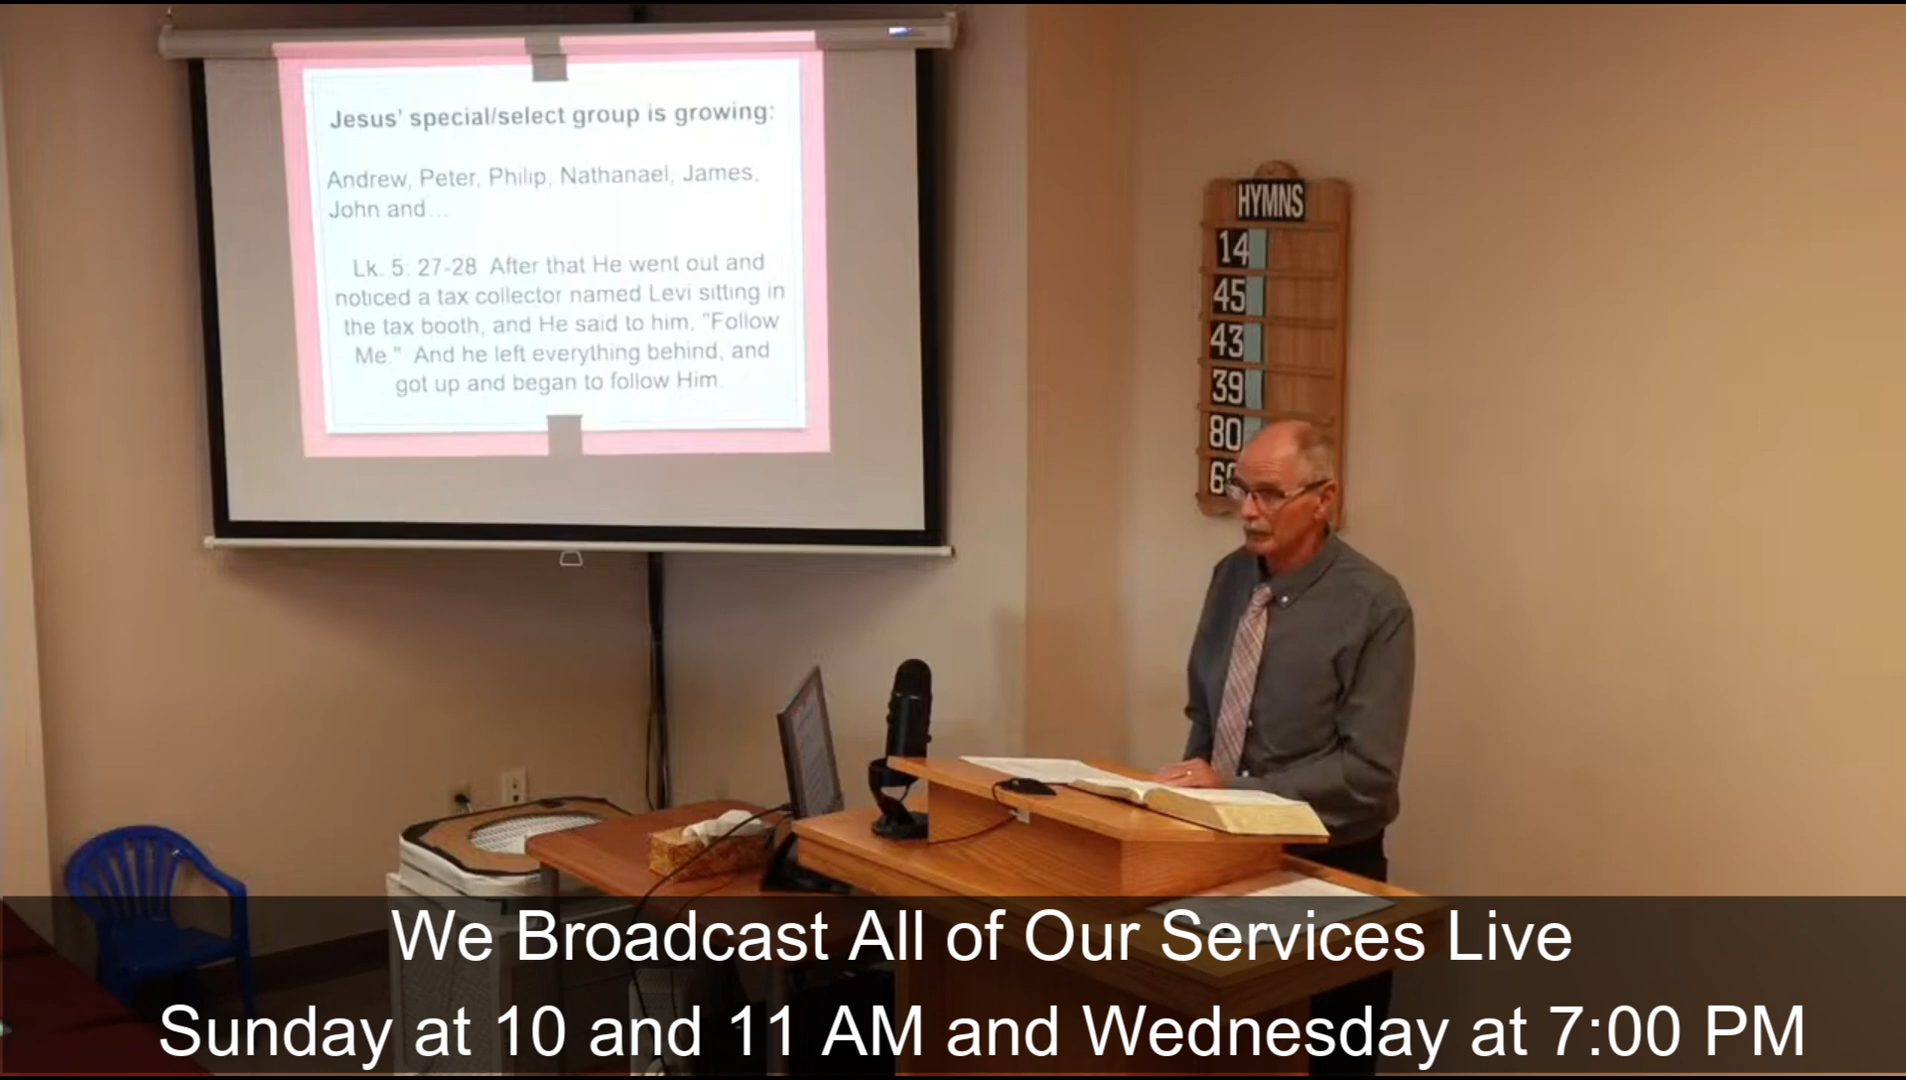 Jesus' special/select group is growing:
Andrew, Peter, Philip, Nathanael, James,
John and...
Lk. 5: 27-28 After that He went out and
noticed a tax collector named Levi sitting in
the tax booth, and He said to him, "Follow
Me." And he left everything behind, and
got up and began to follow Him.
HYMNS
14
45
43
39
80
We Broadcast All of Our Services Live
Sunday at 10 and 11 AM and Wednesday at 7:00 PM